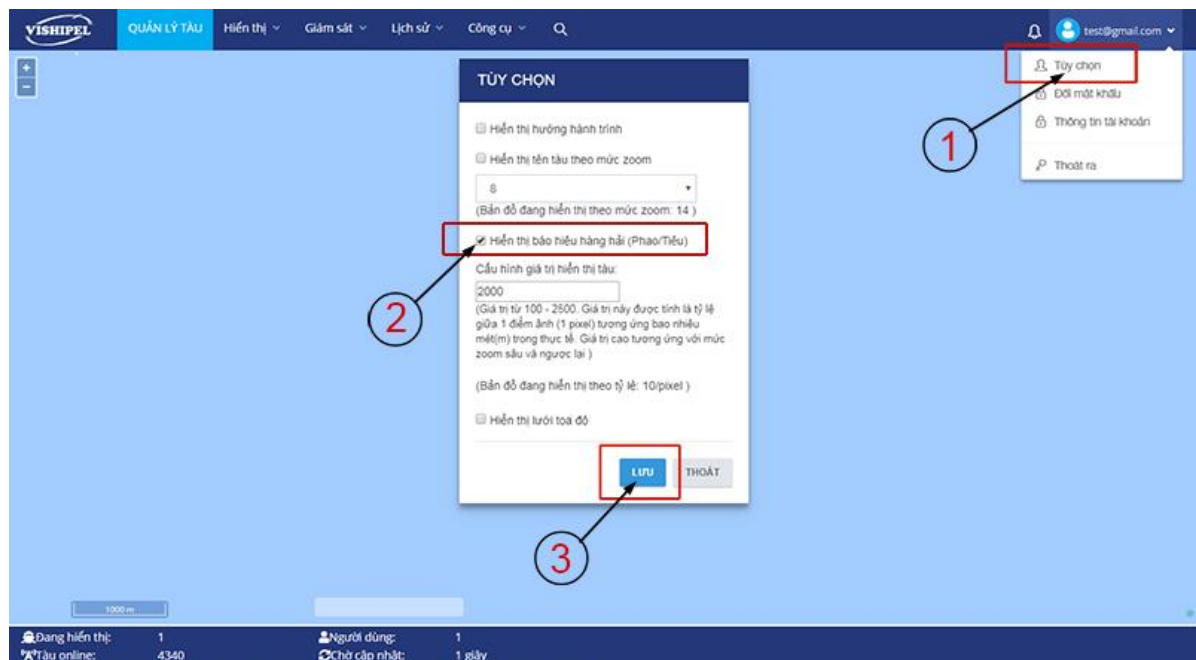 VISHIPEL QUẢN LÝ TÀU Hiển thị Giám sát Lịch sử Công cụ test@gmail.com
+
-
Tùy chọn
Đổi mật khẩu
Thông tin tài khoản
Thoát ra
1
TÙY CHỌN
Hiển thị hướng hành trình
Hiển thị tên tàu theo mức zoom
8
(Bản đồ đang hiển thị theo mức zoom: 14 )
Hiển thị báo hiệu hàng hải (Phao/Tiêu)
2
Cấu hình giá trị hiển thị tàu:
2000
(Giá trị từ 100 - 2500. Giá trị này được tính là tỷ lệ
giữa 1 điểm ảnh (1 pixel) tương ứng bao nhiêu
mét(m) trong thực tế. Giá trị cao tương ứng với mức
zoom sâu và ngược lại )
(Bản đồ đang hiển thị theo tỷ lệ: 10/pixel )
Hiển thị lưới tọa độ
LƯU THOÁT
3
1000 m
Đang hiển thị: 1 Người dùng: 1
Tàu online: 4340 Chờ cập nhật: 1 giây